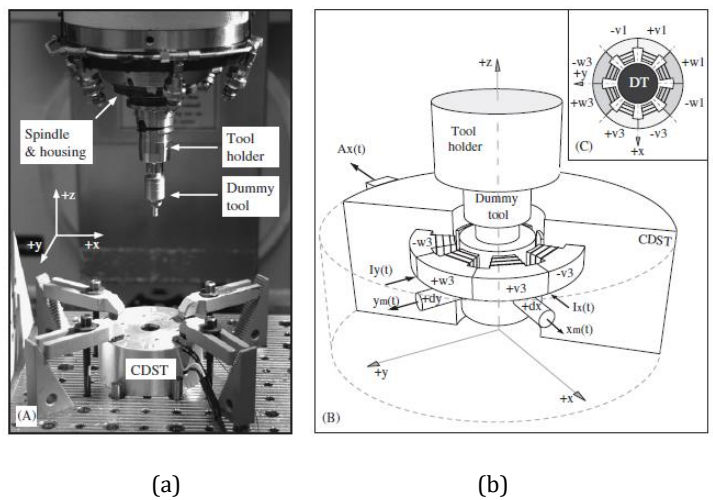 Spindle
& housing
Tool
holder
Dummy
tool
+z
+y
+x
CDST
(A)
+z
Tool
holder
Ax(t)
Dummy
tool
CDST
-w3
Iy(t)
+w3
+v3
-v3
ym(t)
+dy
+dx
Ix(t)
xm(t)
+y
+x
(B)
-v1
+v1
-w3
+w1
+y
DT
+w3
-w1
+v3
-v3
(C)
+x
(a)
(b)